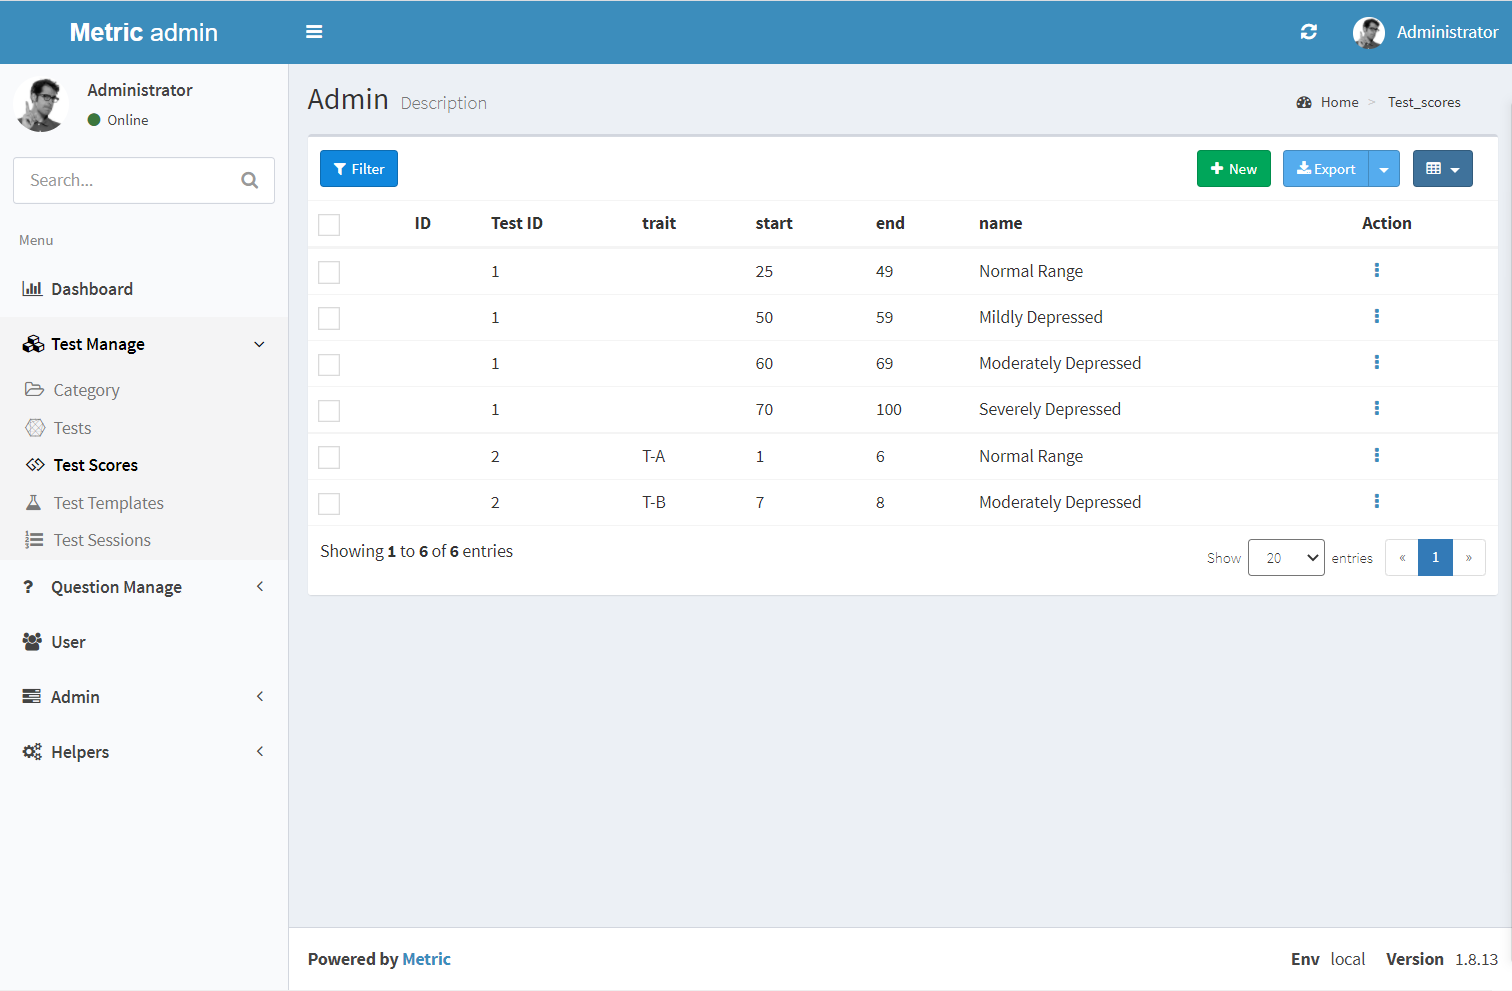 Metric admin
Administrator
Administrator
Online
Search...
Menu
Dashboard
Test Manage
Category
Tests
Test Scores
Test Templates
Test Sessions
? Question Manage
User
Admin
Helpers
Admin Description
Home > Test_scores
Filter
New Export
ID Test ID trait start end name Action
1 25 49 Normal Range
1 50 59 Mildly Depressed
1 60 69 Moderately Depressed
1 70 100 Severely Depressed
2 T-A 1 6 Normal Range
2 T-B 7 8 Moderately Depressed
Showing 1 to 6 of 6 entries
Show 20 entries « 1 »
Powered by Metric
Env local Version 1.8.13